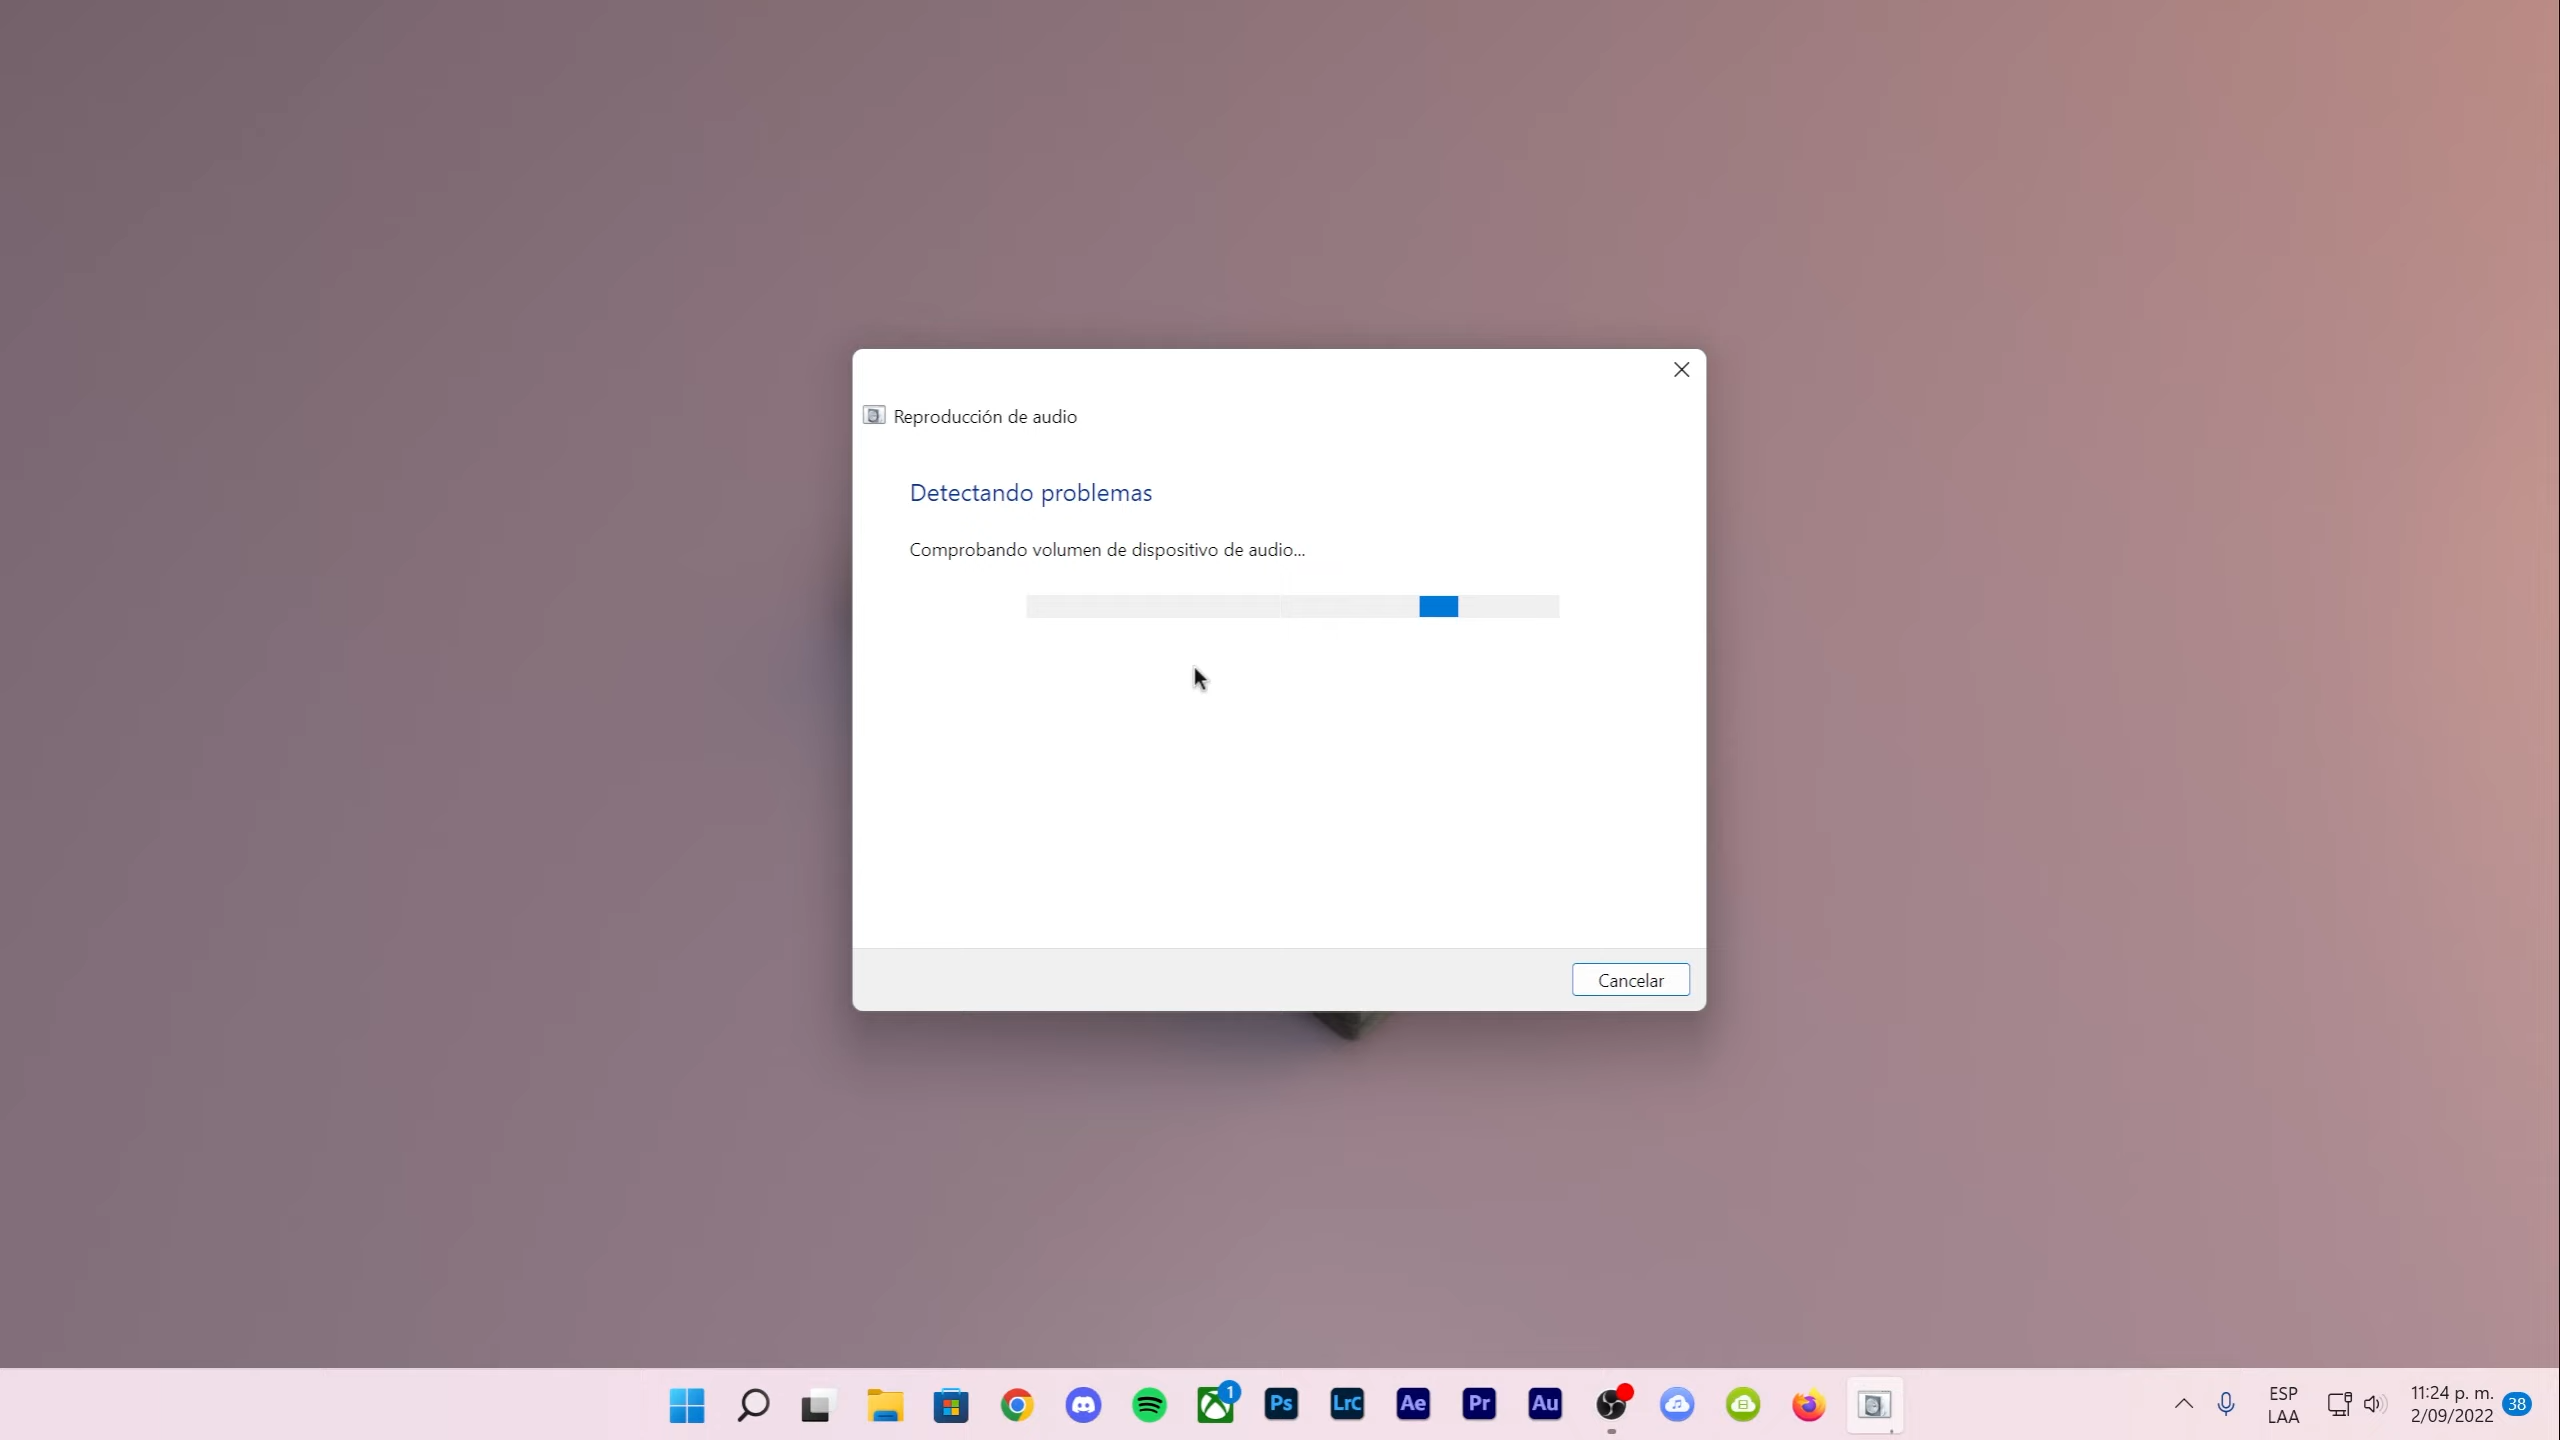 Reproducción de audio
Detectando problemas
Comprobando volumen de dispositivo de audio...
Cancelar
1
Ps
LrC
Ae
Pr
Au
ESP
LAA
11:24 p. m.
2/09/2022
38